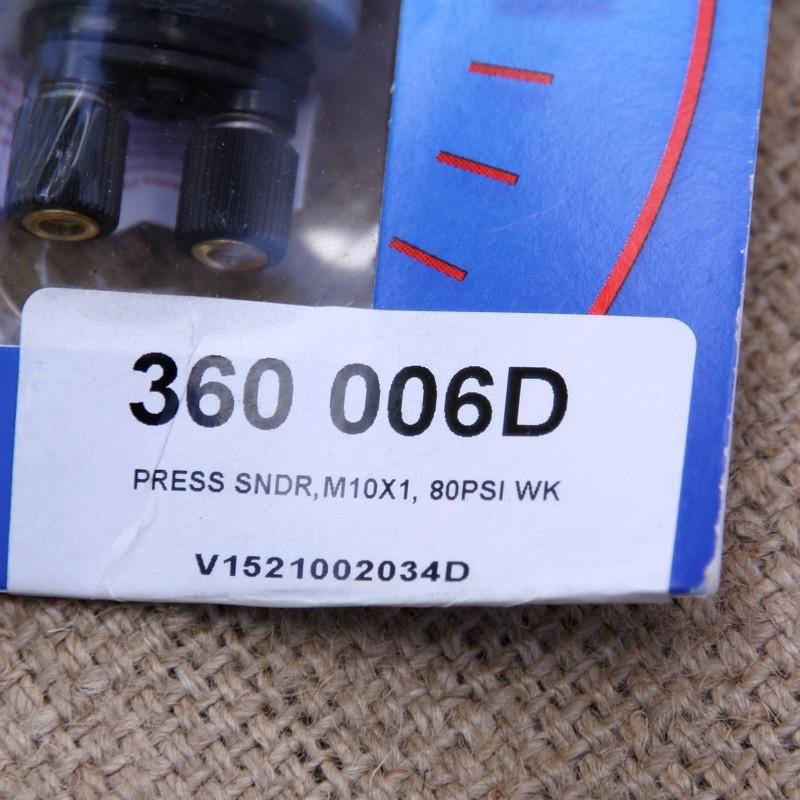 360 006D
PRESS SNDR, M10X1, 80PSI WK
V1521002034D